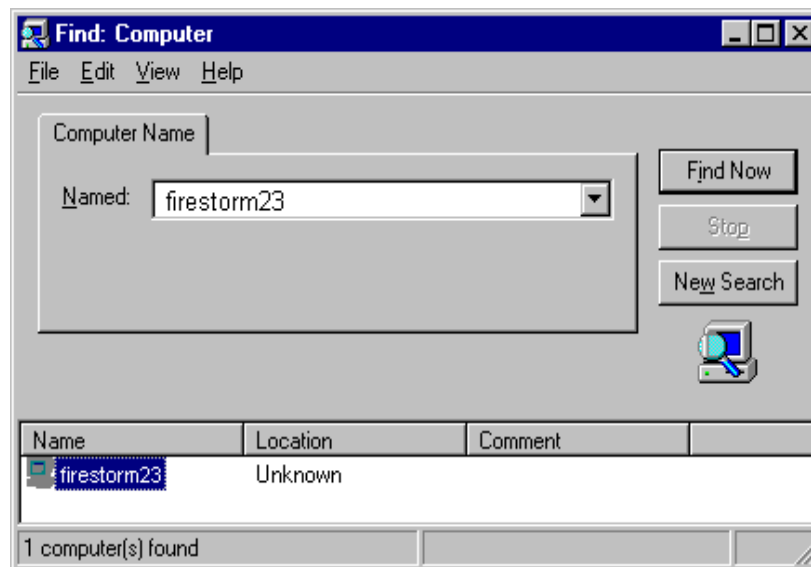 Find: Computer
File Edit View Help
Computer Name
Named: firestorm23
Find Now
Stop
New Search
Name Location Comment
firestorm23 Unknown
1 computer(s) found